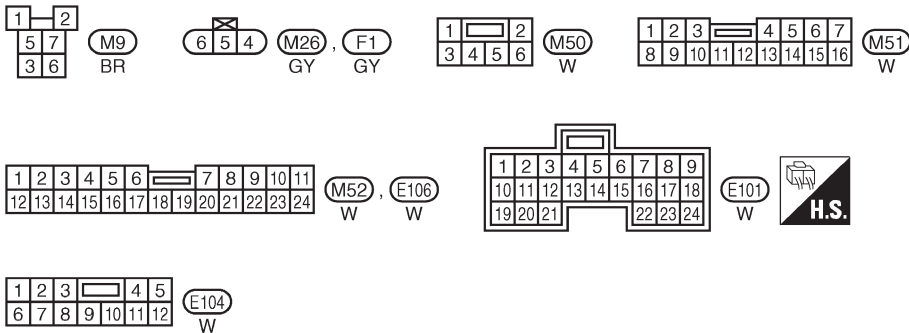 1 2
5 7
3 6
M9
BR
6 5 4
M26 , F1
GY GY
1 2
3 4 5 6
M50
W
1 2 3 4 5 6 7
8 9 10 11 12 13 14 15 16
M51
W
1 2 3 4 5 6 7 8 9 10 11
12 13 14 15 16 17 18 19 20 21 22 23 24
M52 , E106
W W
1 2 3 4 5 6 7 8 9
10 11 12 13 14 15 16 17 18
19 20 21 22 23 24
E101
W
H.S.
1 2 3 4 5
6 7 8 9 10 11 12
E104
W